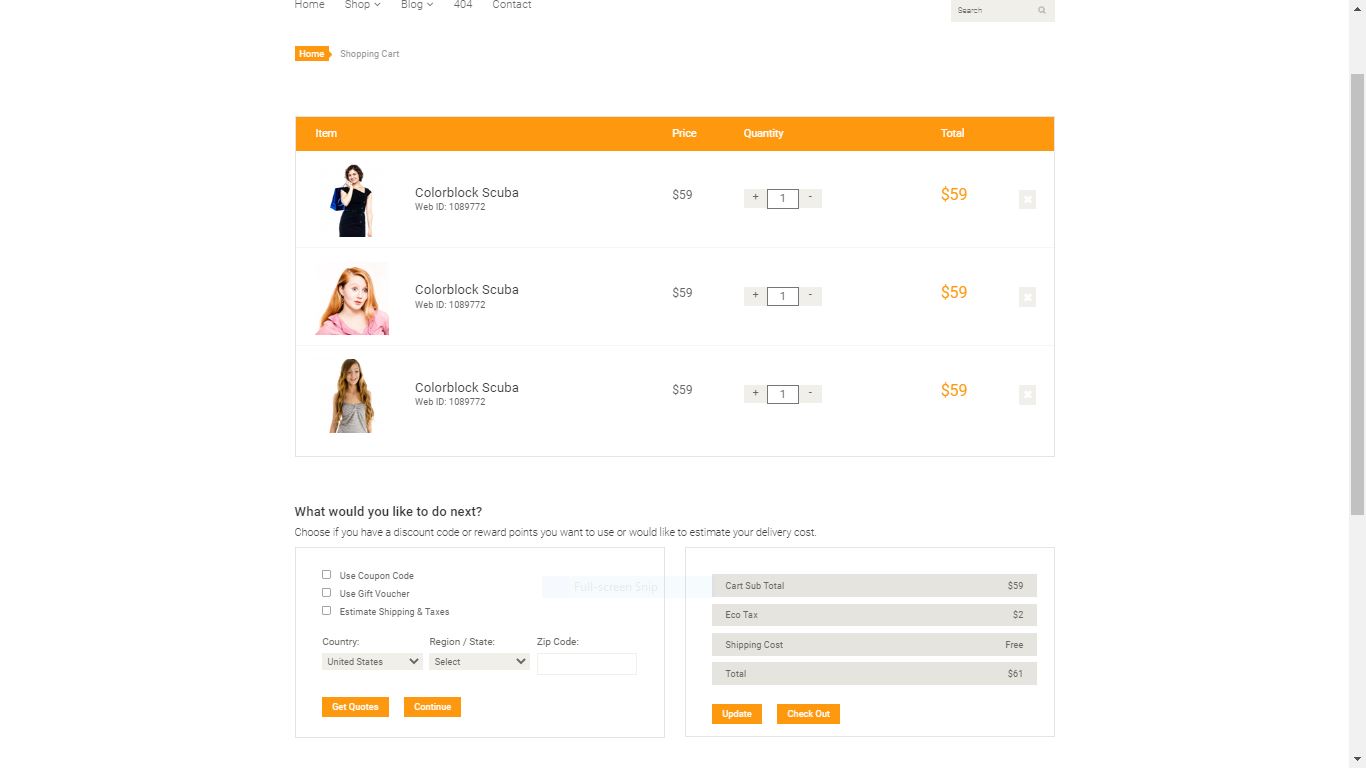 Home Shop Blog 404 Contact
Search
Home Shopping Cart
Item Price Quantity Total
Colorblock Scuba
Web ID: 1089772
$59 + 1 - $59
Colorblock Scuba
Web ID: 1089772
$59 + 1 - $59
Colorblock Scuba
Web ID: 1089772
$59 + 1 - $59
What would you like to do next?
Choose if you have a discount code or reward points you want to use or would like to estimate your delivery cost.
Use Coupon Code
Use Gift Voucher
Estimate Shipping & Taxes
Country: Region / State: Zip Code:
United States Select
Get Quotes Continue
Full-screen Snip
Cart Sub Total $59
Eco Tax $2
Shipping Cost Free
Total $61
Update Check Out